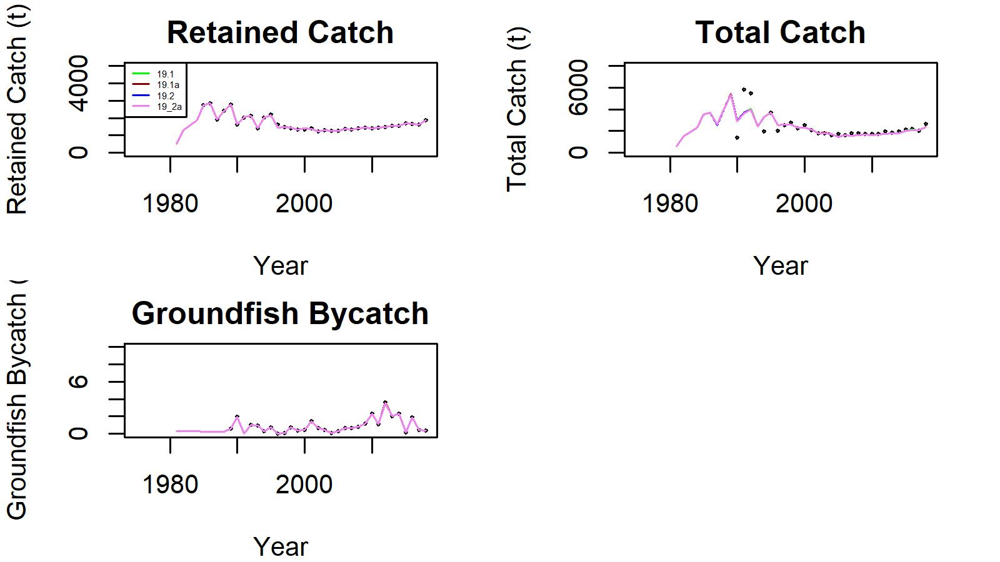 Retained Catch
Retained Catch (t)
4000
0
19.1
19.1a
19.2
19_2a
1980 2000
Year
Total Catch
Total Catch (t)
6000
0
1980 2000
Year
Groundfish Bycatch
Groundfish Bycatch (
6
0
1980 2000
Year